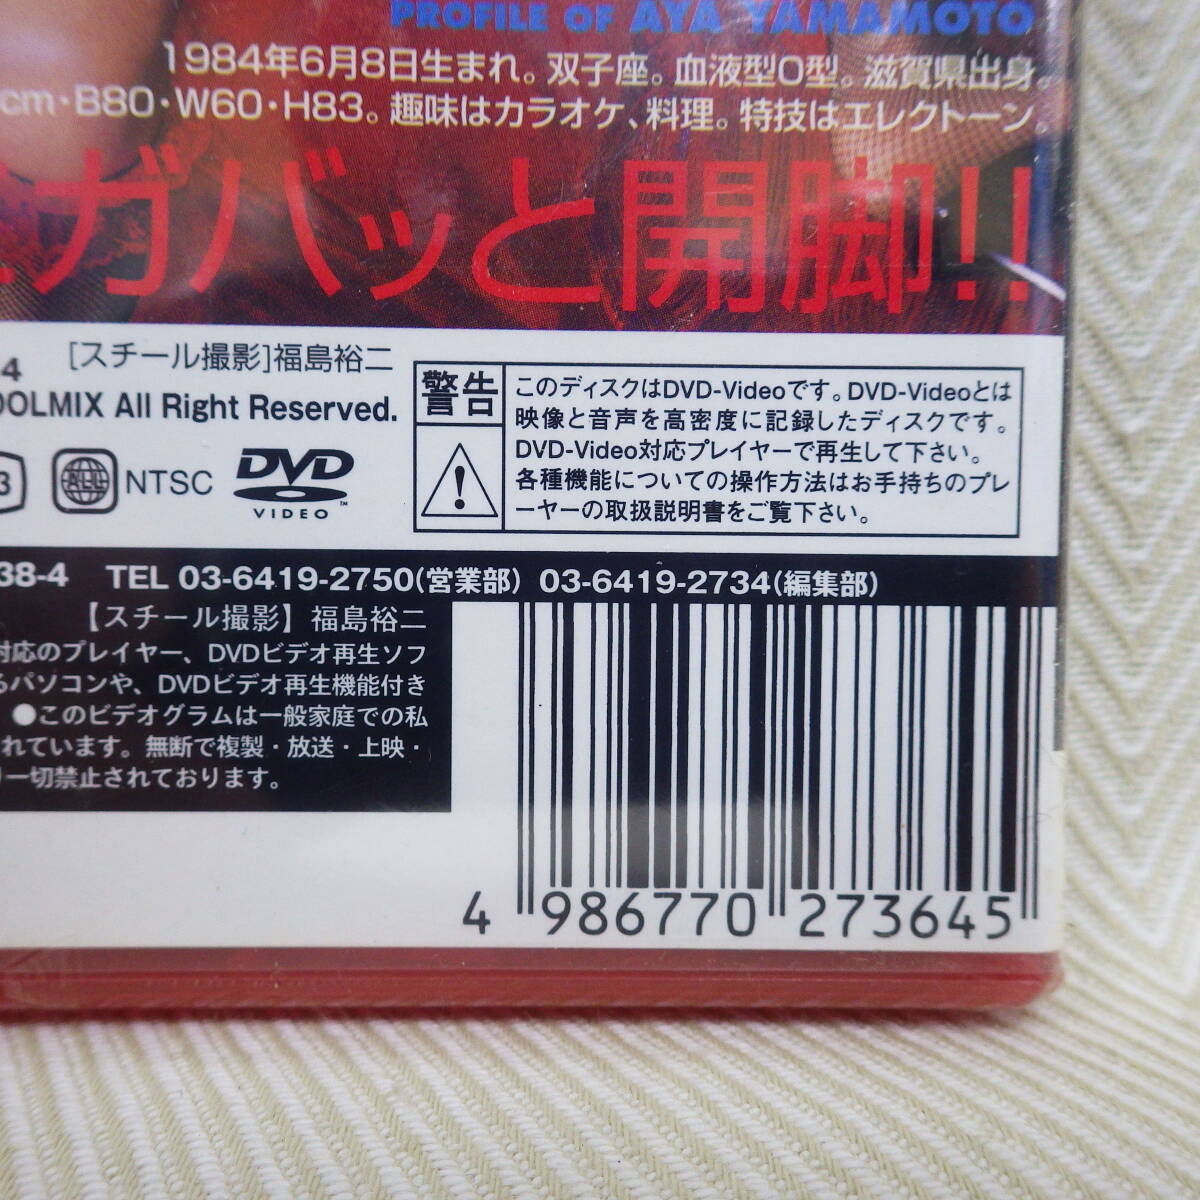 PROFILE OF AYA YAMAMOTO
1984年6月8日生まれ。双子座。血液型O型。滋賀県出身。
cm・B80・W60・H83。趣味はカラオケ、料理。特技はエレクトーン。
ガバッと開脚!!
4 [スチール撮影]福島裕二
OOLMIX All Right Reserved.
3 ALL NTSC DVD VIDEO™
警告
このディスクはDVD-Videoです。DVD-Videoとは
映像と音声を高密度に記録したディスクです。
DVD-Video対応プレイヤーで再生して下さい。
各種機能についての操作方法はお手持ちのプレ
ーヤーの取扱説明書をご覧下さい。
38-4 TEL 03-6419-2750(営業部) 03-6419-2734(編集部)
【スチール撮影】福島裕二
対応のプレイヤー、DVDビデオ再生ソフ
るパソコンや、DVDビデオ再生機能付き
●このビデオグラムは一般家庭での私
れています。無断で複製・放送・上映・
り一切禁止されております。
4 986770 273645